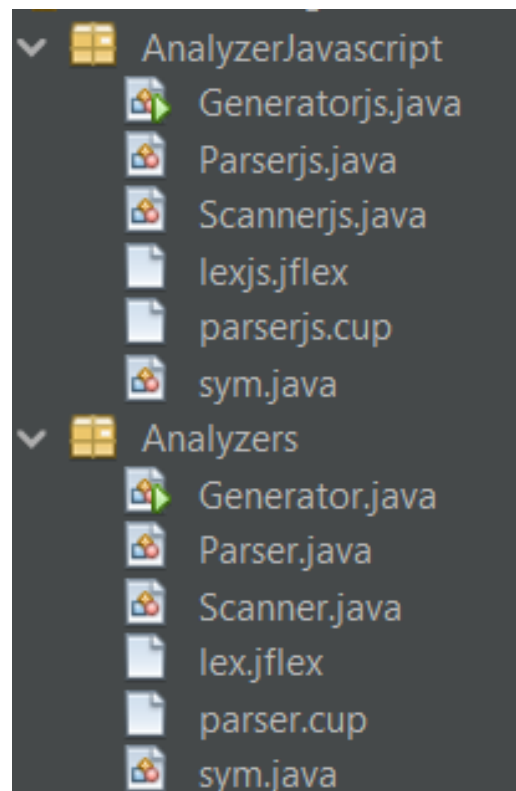 AnalyzerJavascript
Generatorjs.java
Parserjs.java
Scannerjs.java
lexjs.jflex
parserjs.cup
sym.java
Analyzers
Generator.java
Parser.java
Scanner.java
lex.jflex
parser.cup
sym.java